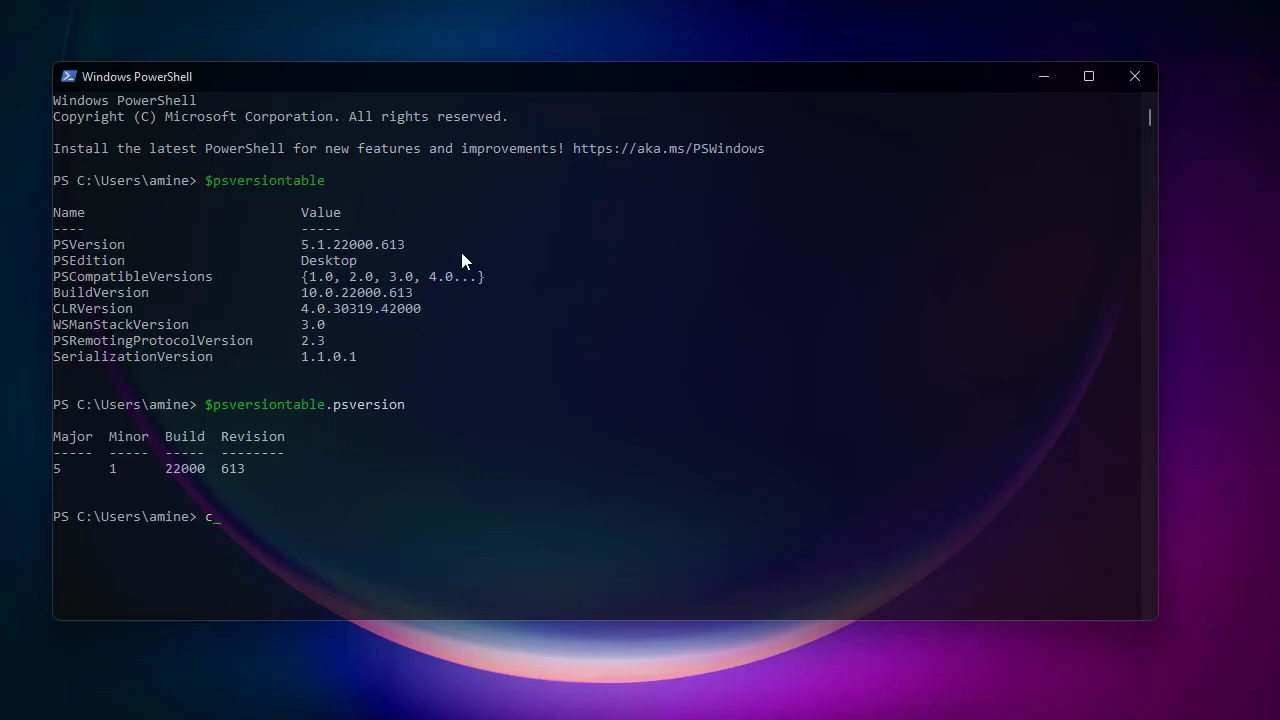 Windows PowerShell
Windows PowerShell
Copyright (C) Microsoft Corporation. All rights reserved.
Install the latest PowerShell for new features and improvements! https://aka.ms/PSWindows
PS C:\Users\amine> $psversiontable
Name Value
---- -----
PSVersion 5.1.22000.613
PSEdition Desktop
PSCompatibleVersions {1.0, 2.0, 3.0, 4.0...}
BuildVersion 10.0.22000.613
CLRVersion 4.0.30319.42000
WSManStackVersion 3.0
PSRemotingProtocolVersion 2.3
SerializationVersion 1.1.0.1
PS C:\Users\amine> $psversiontable.psversion
Major Minor Build Revision
----- ----- ----- --------
5 1 22000 613
PS C:\Users\amine> c_